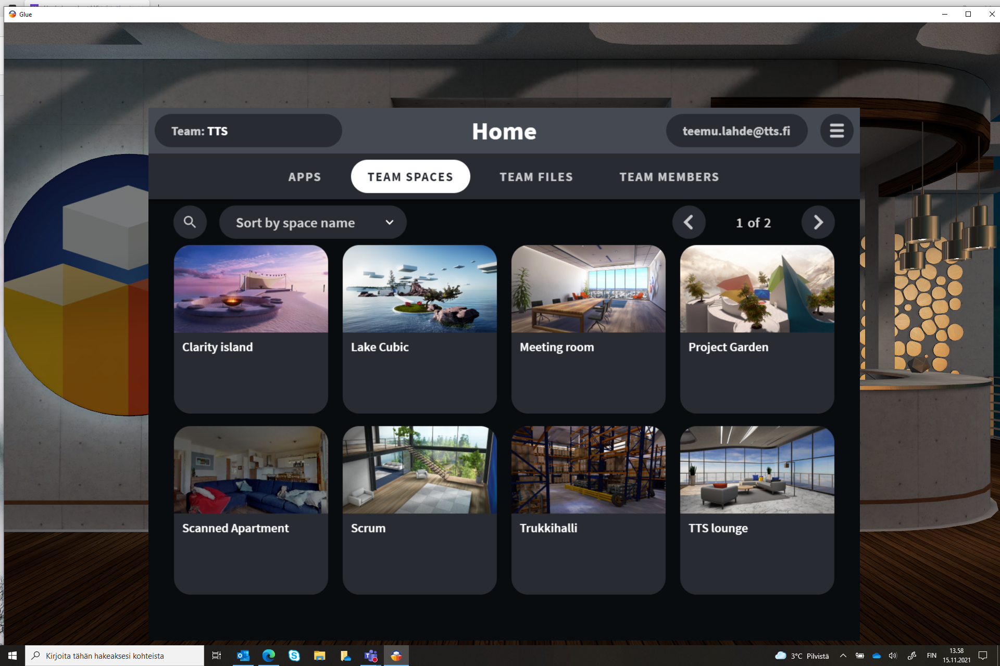 Glue
Team: TTS
Home
teemu.lahde@tts.fi
APPS
TEAM SPACES
TEAM FILES
TEAM MEMBERS
Sort by space name
1 of 2
Clarity island
Lake Cubic
Meeting room
Project Garden
Scanned Apartment
Scrum
Trukkihalli
TTS lounge
Kirjoita tähän hakeaksesi kohteista
3°C Pilvistä
FIN
13.58
15.11.2021